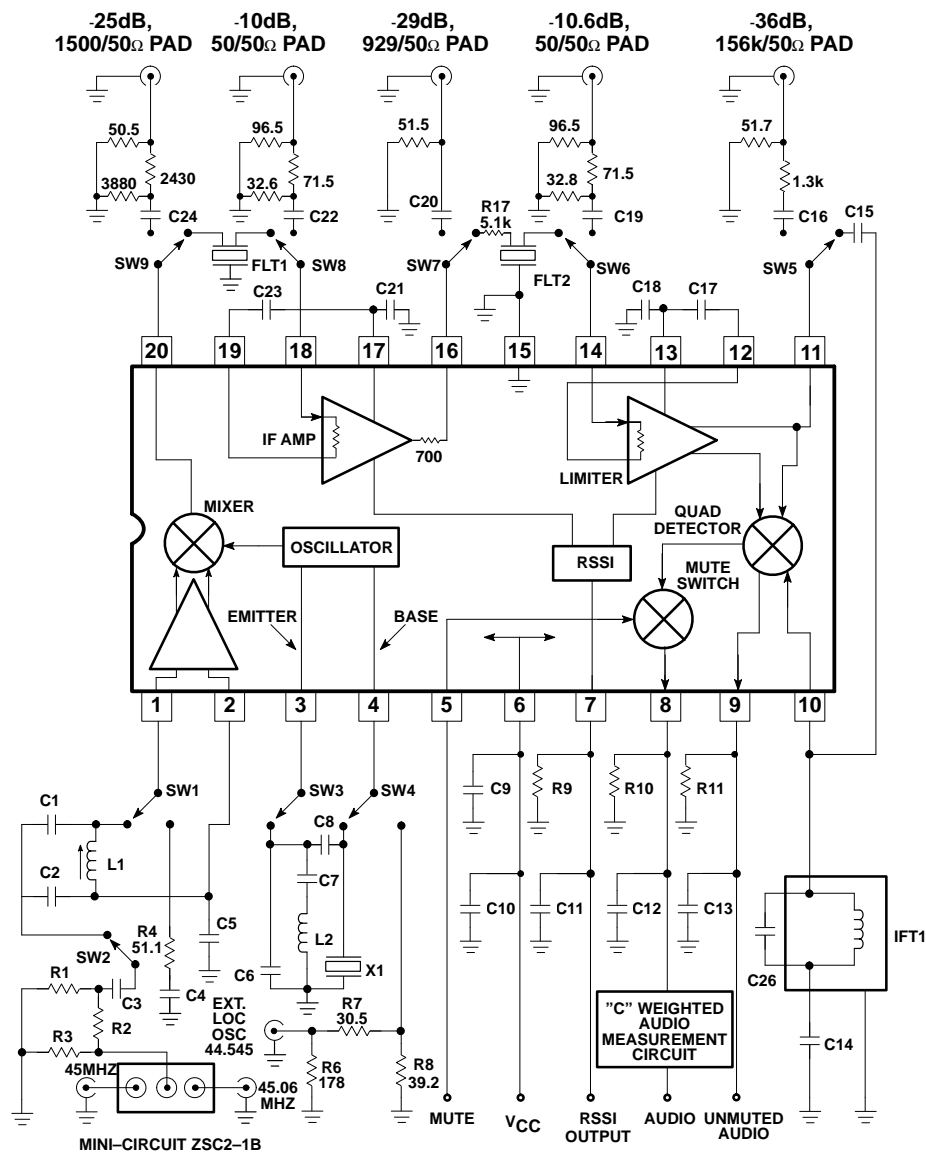 -25dB, -10dB, -29dB, -10.6dB, -36dB,
1500/50Ω PAD 50/50Ω PAD 929/50Ω PAD 50/50Ω PAD 156k/50Ω PAD
50.5 96.5 51.5 96.5 51.7
2430 71.5 71.5 1.3k
3880 32.6 32.8
C24 C22 C20 R17 C19 C16 C15
5.1k
SW9 FLT1 SW8 SW7 FLT2 SW6 SW5
C23 C21 C18 C17
20 19 18 17 16 15 14 13 12 11
IF AMP 700 LIMITER
MIXER QUAD
DETECTOR
OSCILLATOR RSSI MUTE
SWITCH
EMITTER BASE
1 2 3 4 5 6 7 8 9 10
SW1 SW3 SW4 C9 R9 R10 R11
C1 C8
L1 C7
C2
R4 C5 L2 C10 C11 C12 C13 IFT1
51.1
SW2 C6 X1 C26
R1 C3 C4 EXT. R7
LOC 30.5
R2 OSC
44.545
R3 R6 R8 C14
178 39.2
"C" WEIGHTED
AUDIO
MEASUREMENT
CIRCUIT
45MHZ 45.06
MHZ
MUTE VCC RSSI AUDIO UNMUTED
OUTPUT AUDIO
MINI–CIRCUIT ZSC2–1B